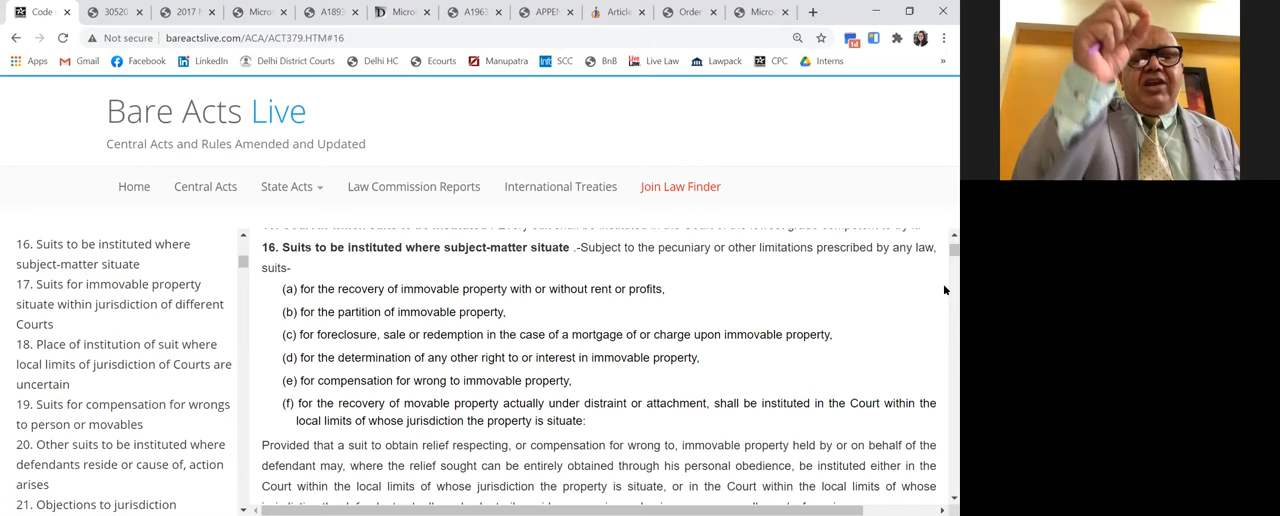 Code
30520
2017
Micros
A1893
Micros
A1963
APPEN
Article
Order
Micros
Not secure | bareactslive.com/ACA/ACT379.HTM#16
Apps Gmail Facebook LinkedIn Delhi District Courts Delhi HC Ecourts Manupatra SCC BnB Live Law Lawpack CPC Interns »
Bare Acts Live
Central Acts and Rules Amended and Updated
Home Central Acts State Acts Law Commission Reports International Treaties Join Law Finder
16. Suits to be instituted where
subject-matter situate
17. Suits for immovable property
situate within jurisdiction of different
Courts
18. Place of institution of suit where
local limits of jurisdiction of Courts are
uncertain
19. Suits for compensation for wrongs
to person or movables
20. Other suits to be instituted where
defendants reside or cause of, action
arises
21. Objections to jurisdiction
16. Suits to be instituted where subject-matter situate .-Subject to the pecuniary or other limitations prescribed by any law,
suits-
(a) for the recovery of immovable property with or without rent or profits,
(b) for the partition of immovable property,
(c) for foreclosure, sale or redemption in the case of a mortgage of or charge upon immovable property,
(d) for the determination of any other right to or interest in immovable property,
(e) for compensation for wrong to immovable property,
(f) for the recovery of movable property actually under distraint or attachment, shall be instituted in the Court within the
local limits of whose jurisdiction the property is situate:
Provided that a suit to obtain relief respecting, or compensation for wrong to, immovable property held by or on behalf of the
defendant may, where the relief sought can be entirely obtained through his personal obedience, be instituted either in the
Court within the local limits of whose jurisdiction the property is situate, or in the Court within the local limits of whose